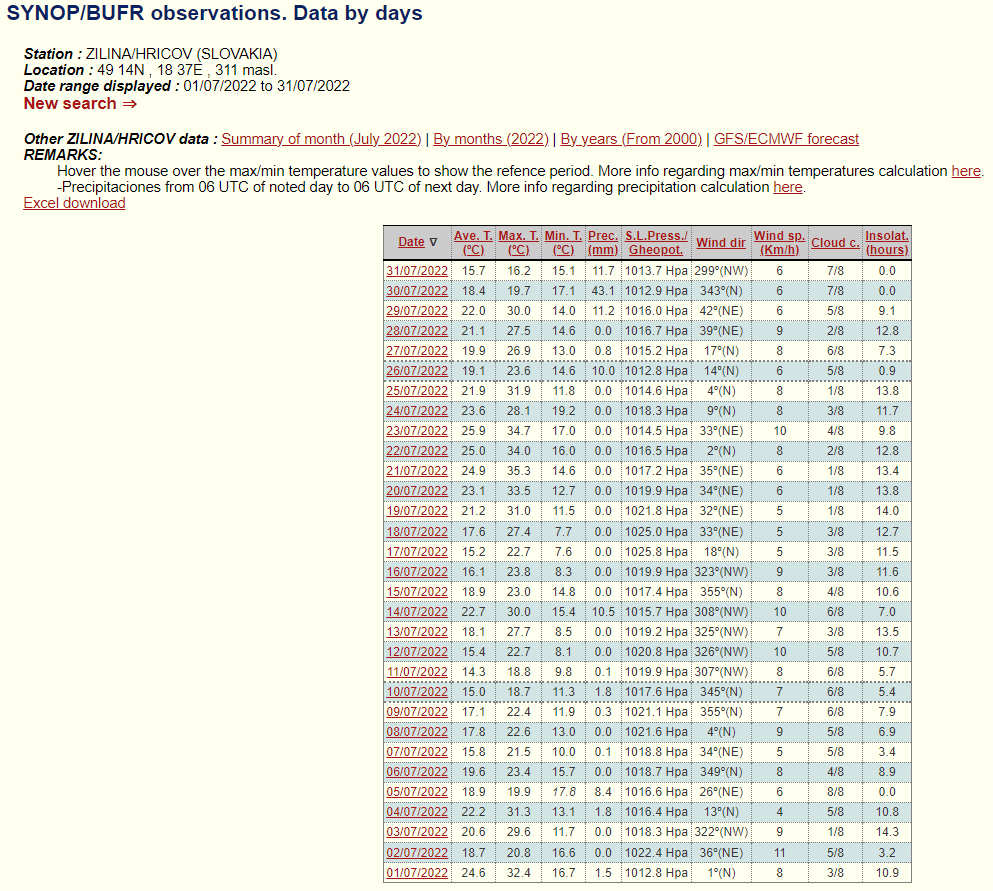 SYNOP/BUFR observations. Data by days
Station : ZILINA/HRICOV (SLOVAKIA)
Location : 49 14N , 18 37E , 311 masl.
Date range displayed : 01/07/2022 to 31/07/2022
New search ⇒
Other ZILINA/HRICOV data : Summary of month (July 2022) | By months (2022) | By years (From 2000) | GFS/ECMWF forecast
REMARKS:
Hover the mouse over the max/min temperature values to show the refence period. More info regarding max/min temperatures calculation here.
-Precipitaciones from 06 UTC of noted day to 06 UTC of next day. More info regarding precipitation calculation here.
Excel download
Date ∇ Ave. T. (ºC) Max. T. (ºC) Min. T. (ºC) Prec. (mm) S.L.Press./ Gheopot. Wind dir Wind sp. (Km/h) Cloud c. Insolat. (hours)
31/07/2022 15.7 16.2 15.1 11.7 1013.7 Hpa 299º(NW) 6 7/8 0.0
30/07/2022 18.4 19.7 17.1 43.1 1012.9 Hpa 343º(N) 6 7/8 0.0
29/07/2022 22.0 30.0 14.0 11.2 1016.0 Hpa 42º(NE) 6 5/8 9.1
28/07/2022 21.1 27.5 14.6 0.0 1016.7 Hpa 39º(NE) 9 2/8 12.8
27/07/2022 19.9 26.9 13.0 0.8 1015.2 Hpa 17º(N) 8 6/8 7.3
26/07/2022 19.1 23.6 14.6 10.0 1012.8 Hpa 14º(N) 6 5/8 0.9
25/07/2022 21.9 31.9 11.8 0.0 1014.6 Hpa 4º(N) 8 1/8 13.8
24/07/2022 23.6 28.1 19.2 0.0 1018.3 Hpa 9º(N) 8 3/8 11.7
23/07/2022 25.9 34.7 17.0 0.0 1014.5 Hpa 33º(NE) 10 4/8 9.8
22/07/2022 25.0 34.0 16.0 0.0 1016.5 Hpa 2º(N) 8 2/8 12.8
21/07/2022 24.9 35.3 14.6 0.0 1017.2 Hpa 35º(NE) 6 1/8 13.4
20/07/2022 23.1 33.5 12.7 0.0 1019.9 Hpa 34º(NE) 6 1/8 13.8
19/07/2022 21.2 31.0 11.5 0.0 1021.8 Hpa 32º(NE) 5 1/8 14.0
18/07/2022 17.6 27.4 7.7 0.0 1025.0 Hpa 33º(NE) 5 3/8 12.7
17/07/2022 15.2 22.7 7.6 0.0 1025.8 Hpa 18º(N) 5 3/8 11.5
16/07/2022 16.1 23.8 8.3 0.0 1019.9 Hpa 323º(NW) 9 3/8 11.6
15/07/2022 18.9 23.0 14.8 0.0 1017.4 Hpa 355º(N) 8 4/8 10.6
14/07/2022 22.7 30.0 15.4 10.5 1015.7 Hpa 308º(NW) 10 6/8 7.0
13/07/2022 18.1 27.7 8.5 0.0 1019.2 Hpa 325º(NW) 7 3/8 13.5
12/07/2022 15.4 22.7 8.1 0.0 1020.8 Hpa 326º(NW) 10 5/8 10.7
11/07/2022 14.3 18.8 9.8 0.1 1019.9 Hpa 307º(NW) 8 6/8 5.7
10/07/2022 15.0 18.7 11.3 1.8 1017.6 Hpa 345º(N) 7 6/8 5.4
09/07/2022 17.1 22.4 11.9 0.3 1021.1 Hpa 355º(N) 7 6/8 7.9
08/07/2022 17.8 22.6 13.0 0.0 1021.6 Hpa 4º(N) 9 5/8 6.9
07/07/2022 15.8 21.5 10.0 0.1 1018.8 Hpa 34º(NE) 5 5/8 3.4
06/07/2022 19.6 23.4 15.7 0.0 1018.7 Hpa 349º(N) 8 4/8 8.9
05/07/2022 18.9 19.9 17.8 8.4 1016.6 Hpa 26º(NE) 6 8/8 0.0
04/07/2022 22.2 31.3 13.1 1.8 1016.4 Hpa 13º(N) 4 5/8 10.8
03/07/2022 20.6 29.6 11.7 0.0 1018.3 Hpa 322º(NW) 9 1/8 14.3
02/07/2022 18.7 20.8 16.6 0.0 1022.4 Hpa 36º(NE) 11 5/8 3.2
01/07/2022 24.6 32.4 16.7 1.5 1012.8 Hpa 1º(N) 8 3/8 10.9